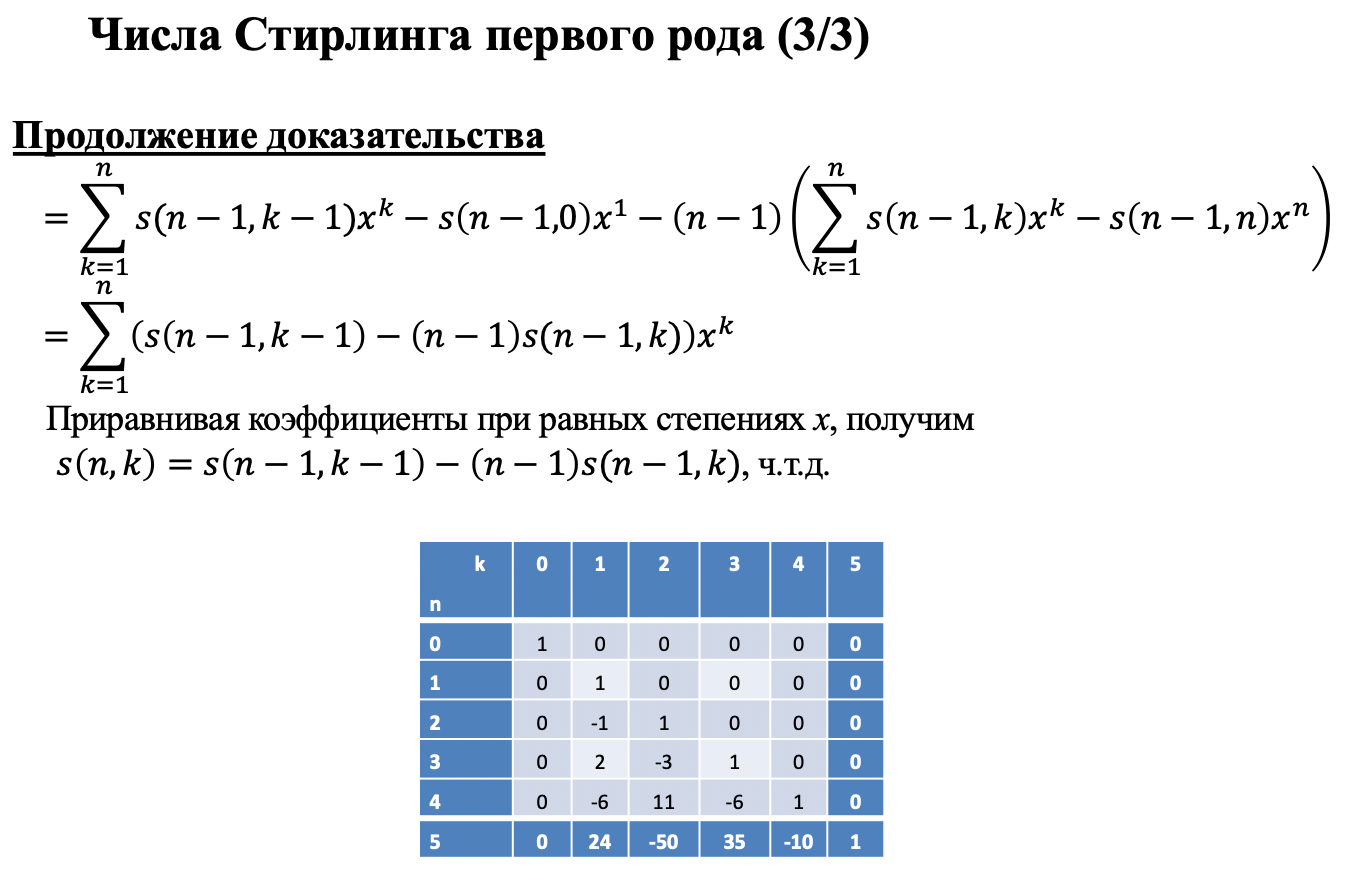 Числа Стирлинга первого рода (3/3)
Продолжение доказательства
= ∑_{k=1}^{n} s(n − 1, k − 1)x^k − s(n − 1,0)x^1 − (n − 1) (∑_{k=1}^{n} s(n − 1, k)x^k − s(n − 1, n)x^n)
= ∑_{k=1}^{n} (s(n − 1, k − 1) − (n − 1)s(n − 1, k))x^k
Приравнивая коэффициенты при равных степениях x, получим
s(n, k) = s(n − 1, k − 1) − (n − 1)s(n − 1, k), ч.т.д.
k 0 1 2 3 4 5
n
0 1 0 0 0 0 0
1 0 1 0 0 0 0
2 0 -1 1 0 0 0
3 0 2 -3 1 0 0
4 0 -6 11 -6 1 0
5 0 24 -50 35 -10 1